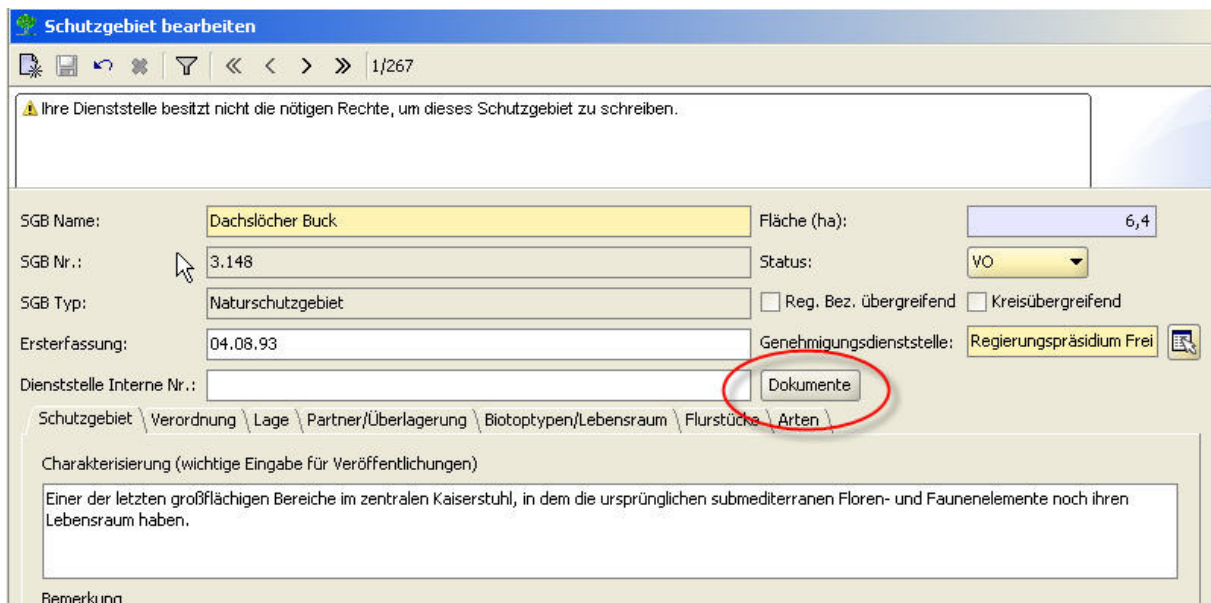 Schutzgebiet bearbeiten
1/267
Ihre Dienststelle besitzt nicht die nötigen Rechte, um dieses Schutzgebiet zu schreiben.
SGB Name: Dachslöcher Buck Fläche (ha): 6,4
SGB Nr.: 3.148 Status: VO
SGB Typ: Naturschutzgebiet Reg. Bez. übergreifend Kreisübergreifend
Ersterfassung: 04.08.93 Genehmigungsdienststelle: Regierungspräsidium Frei
Dienststelle Interne Nr.: Dokumente
Schutzgebiet Verordnung Lage Partner/Überlagerung Biotoptypen/Lebensraum Flurstücke Arten
Charakterisierung (wichtige Eingabe für Veröffentlichungen)
Einer der letzten großflächigen Bereiche im zentralen Kaiserstuhl, in dem die ursprünglichen submediterranen Floren- und Faunenelemente noch ihren
Lebensraum haben.
Bemerkung